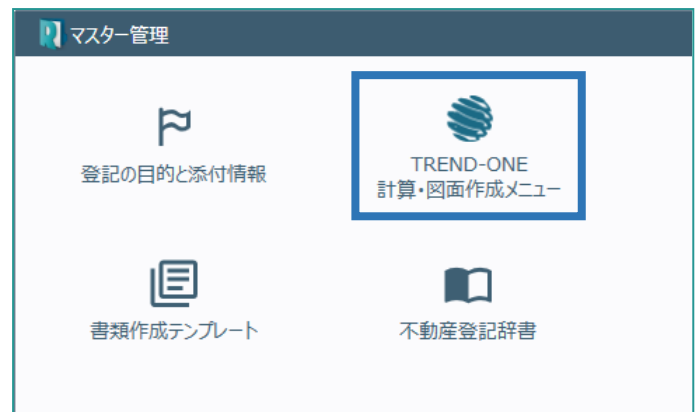 マスター管理
登記の目的と添付情報
TREND-ONE
計算・図面作成メニュー
書類作成テンプレート
不動産登記辞書